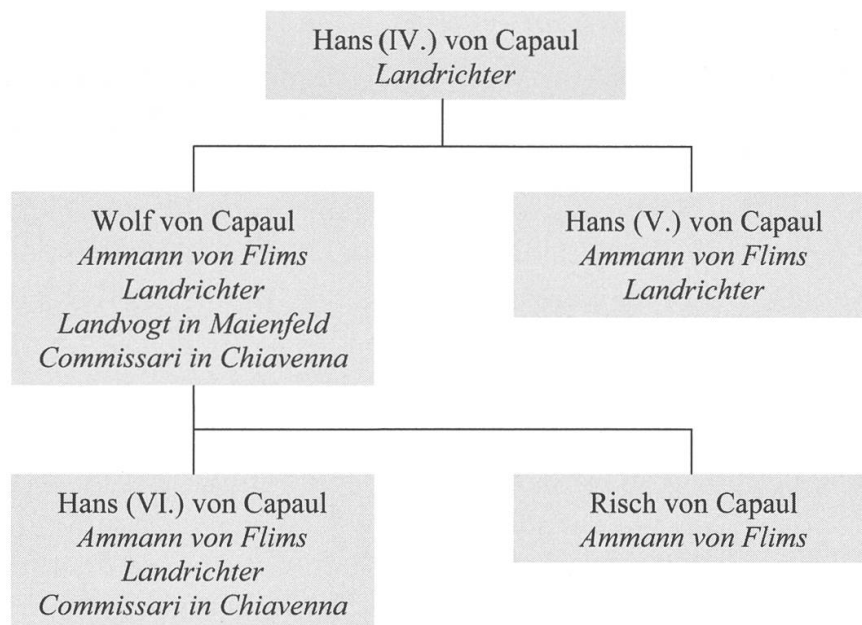 Hans (IV.) von Capaul
Landrichter
Wolf von Capaul
Ammann von Flims
Landrichter
Landvogt in Maienfeld
Commissari in Chiavenna
Hans (V.) von Capaul
Ammann von Flims
Landrichter
Hans (VI.) von Capaul
Ammann von Flims
Landrichter
Commissari in Chiavenna
Risch von Capaul
Ammann von Flims